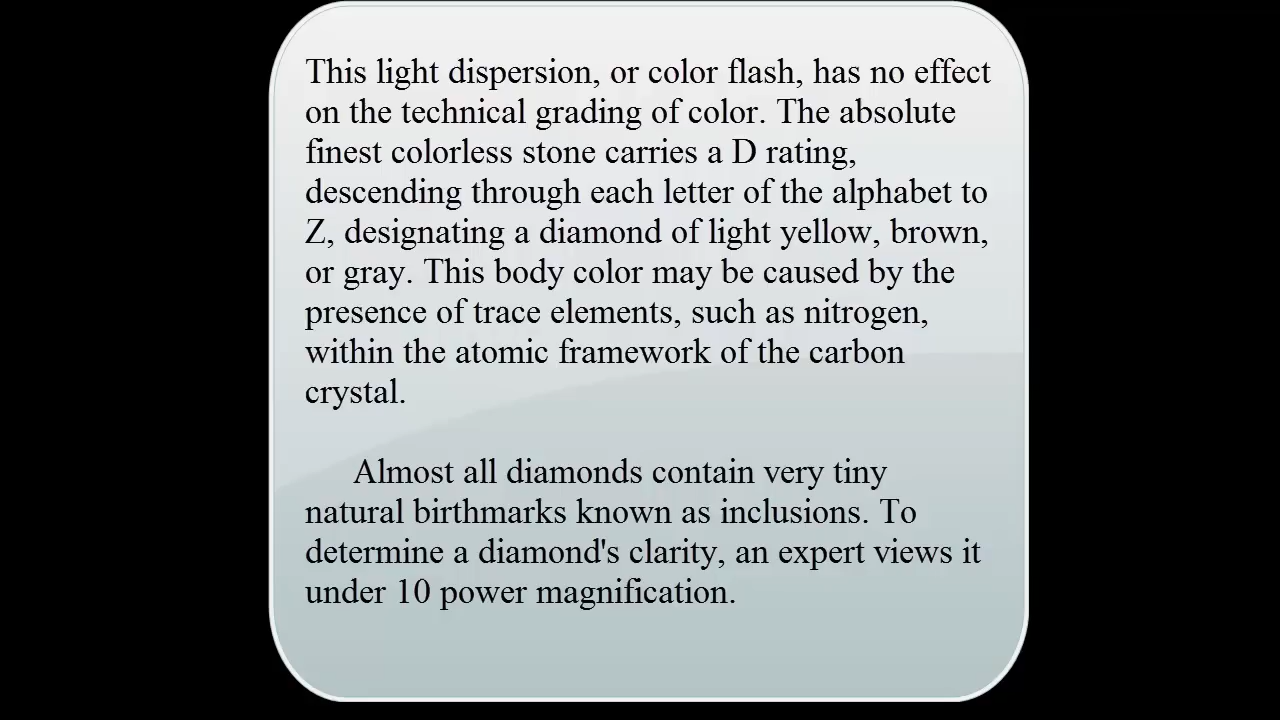 This light dispersion, or color flash, has no effect
on the technical grading of color. The absolute
finest colorless stone carries a D rating,
descending through each letter of the alphabet to
Z, designating a diamond of light yellow, brown,
or gray. This body color may be caused by the
presence of trace elements, such as nitrogen,
within the atomic framework of the carbon
crystal.
Almost all diamonds contain very tiny
natural birthmarks known as inclusions. To
determine a diamond's clarity, an expert views it
under 10 power magnification.